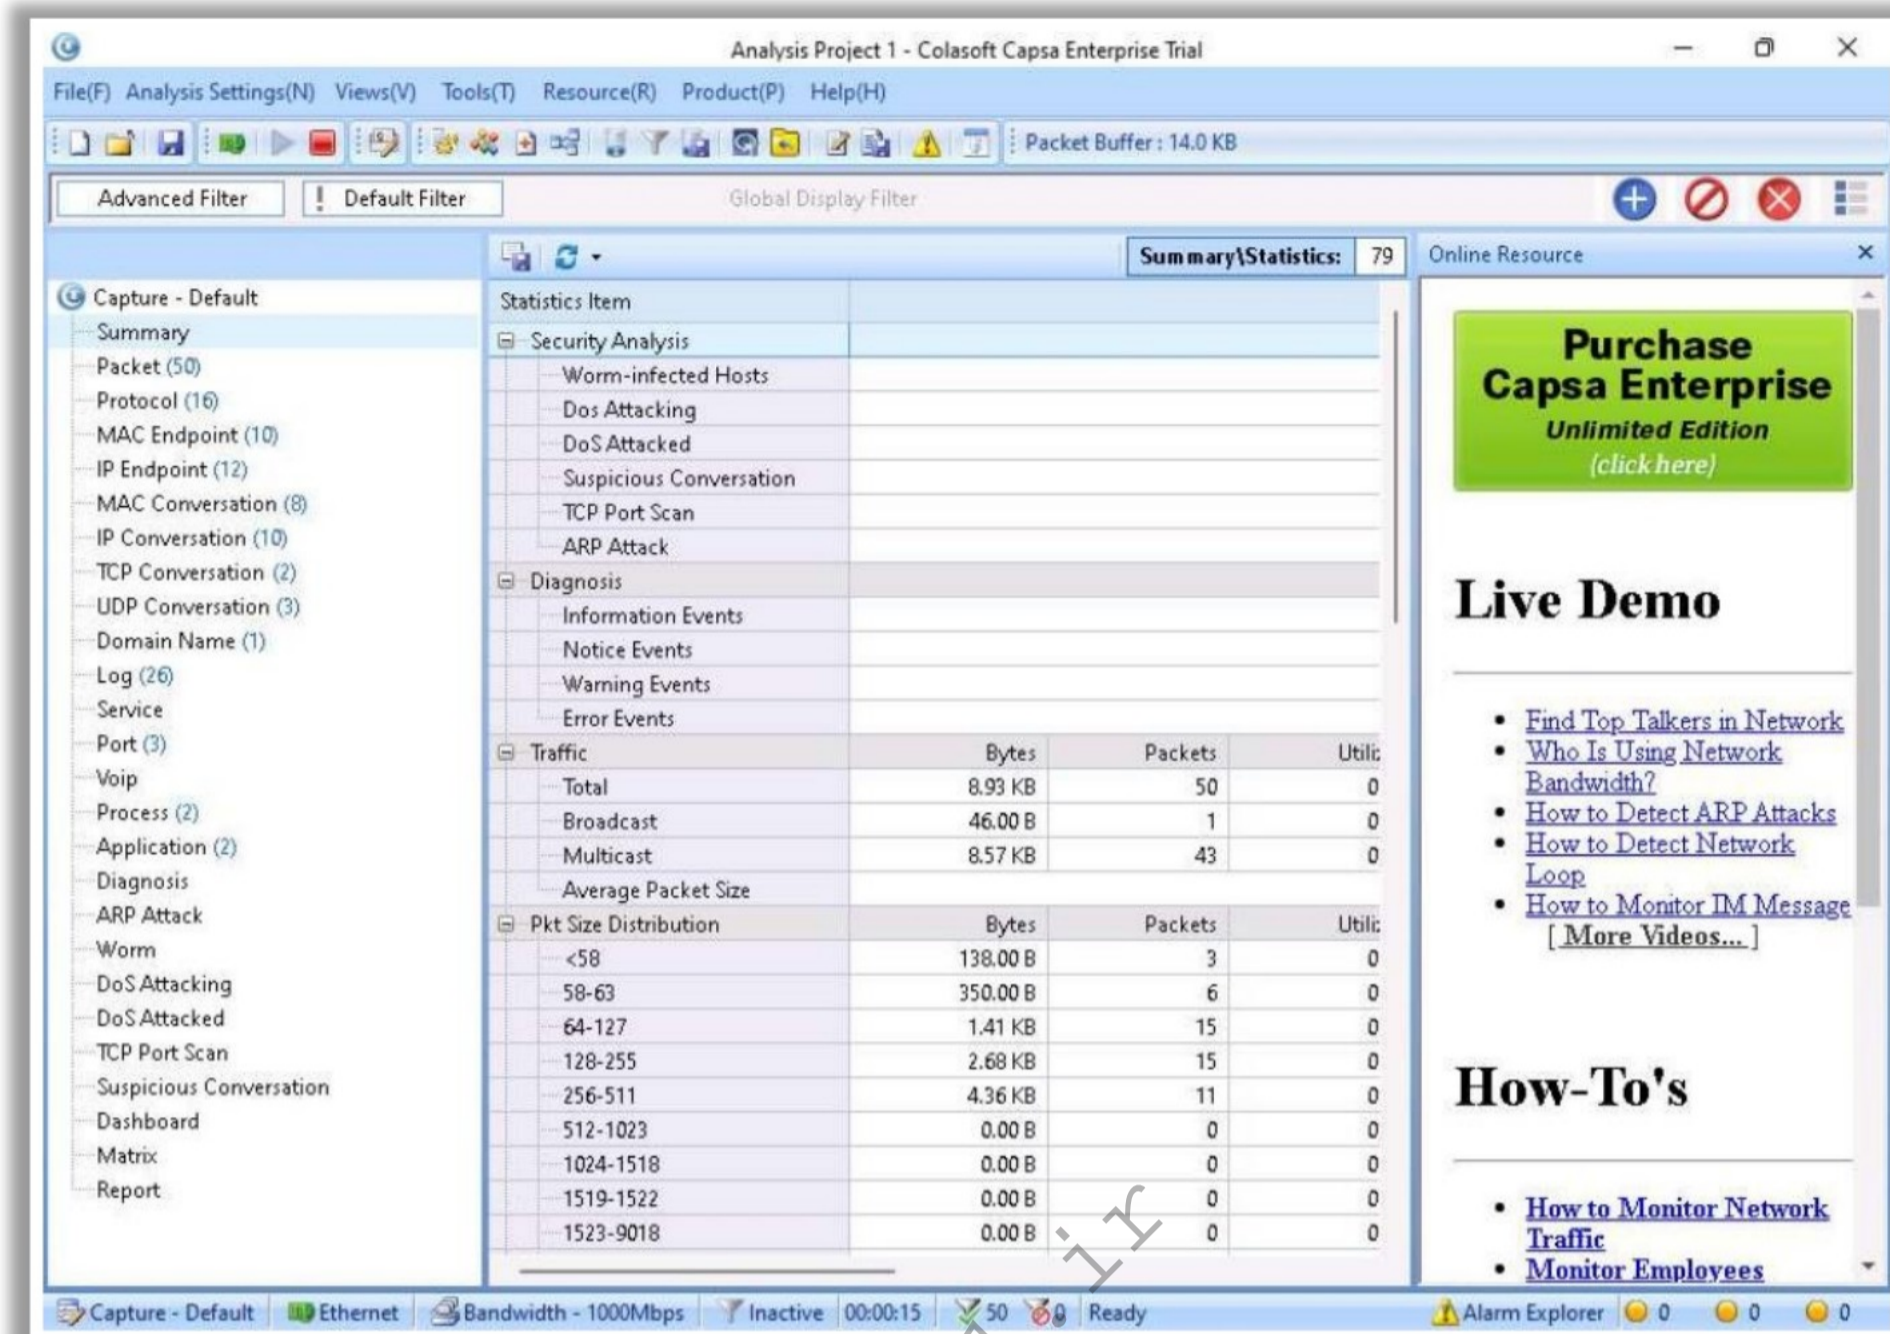 Analysis Project 1 - Colasoft Capsa Enterprise Trial
File(F) Analysis Settings(N) Views(V) Tools(T) Resource(R) Product(P) Help(H)
Packet Buffer : 14.0 KB
Advanced Filter ! Default Filter Global Display Filter
Summary\Statistics: 79
Online Resource
Capture - Default
Summary
Packet (50)
Protocol (16)
MAC Endpoint (10)
IP Endpoint (12)
MAC Conversation (8)
IP Conversation (10)
TCP Conversation (2)
UDP Conversation (3)
Domain Name (1)
Log (26)
Service
Port (3)
Voip
Process (2)
Application (2)
Diagnosis
ARP Attack
Worm
DoS Attacking
DoS Attacked
TCP Port Scan
Suspicious Conversation
Dashboard
Matrix
Report
Statistics Item
Security Analysis
Worm-infected Hosts
Dos Attacking
DoS Attacked
Suspicious Conversation
TCP Port Scan
ARP Attack
Diagnosis
Information Events
Notice Events
Warning Events
Error Events
Traffic Bytes Packets Utiliz
Total 8.93 KB 50 0
Broadcast 46.00 B 1 0
Multicast 8.57 KB 43 0
Average Packet Size
Pkt Size Distribution Bytes Packets Utiliz
<58 138.00 B 3 0
58-63 350.00 B 6 0
64-127 1.41 KB 15 0
128-255 2.68 KB 15 0
256-511 4.36 KB 11 0
512-1023 0.00 B 0 0
1024-1518 0.00 B 0 0
1519-1522 0.00 B 0 0
1523-9018 0.00 B 0 0
Purchase
Capsa Enterprise
Unlimited Edition
(click here)
Live Demo
• Find Top Talkers in Network
• Who Is Using Network
Bandwidth?
• How to Detect ARP Attacks
• How to Detect Network
Loop
• How to Monitor IM Message
[ More Videos... ]
How-To's
• How to Monitor Network
Traffic
• Monitor Employees
Capture - Default Ethernet Bandwidth - 1000Mbps Inactive 00:00:15 50 0 Ready Alarm Explorer 0 0 0